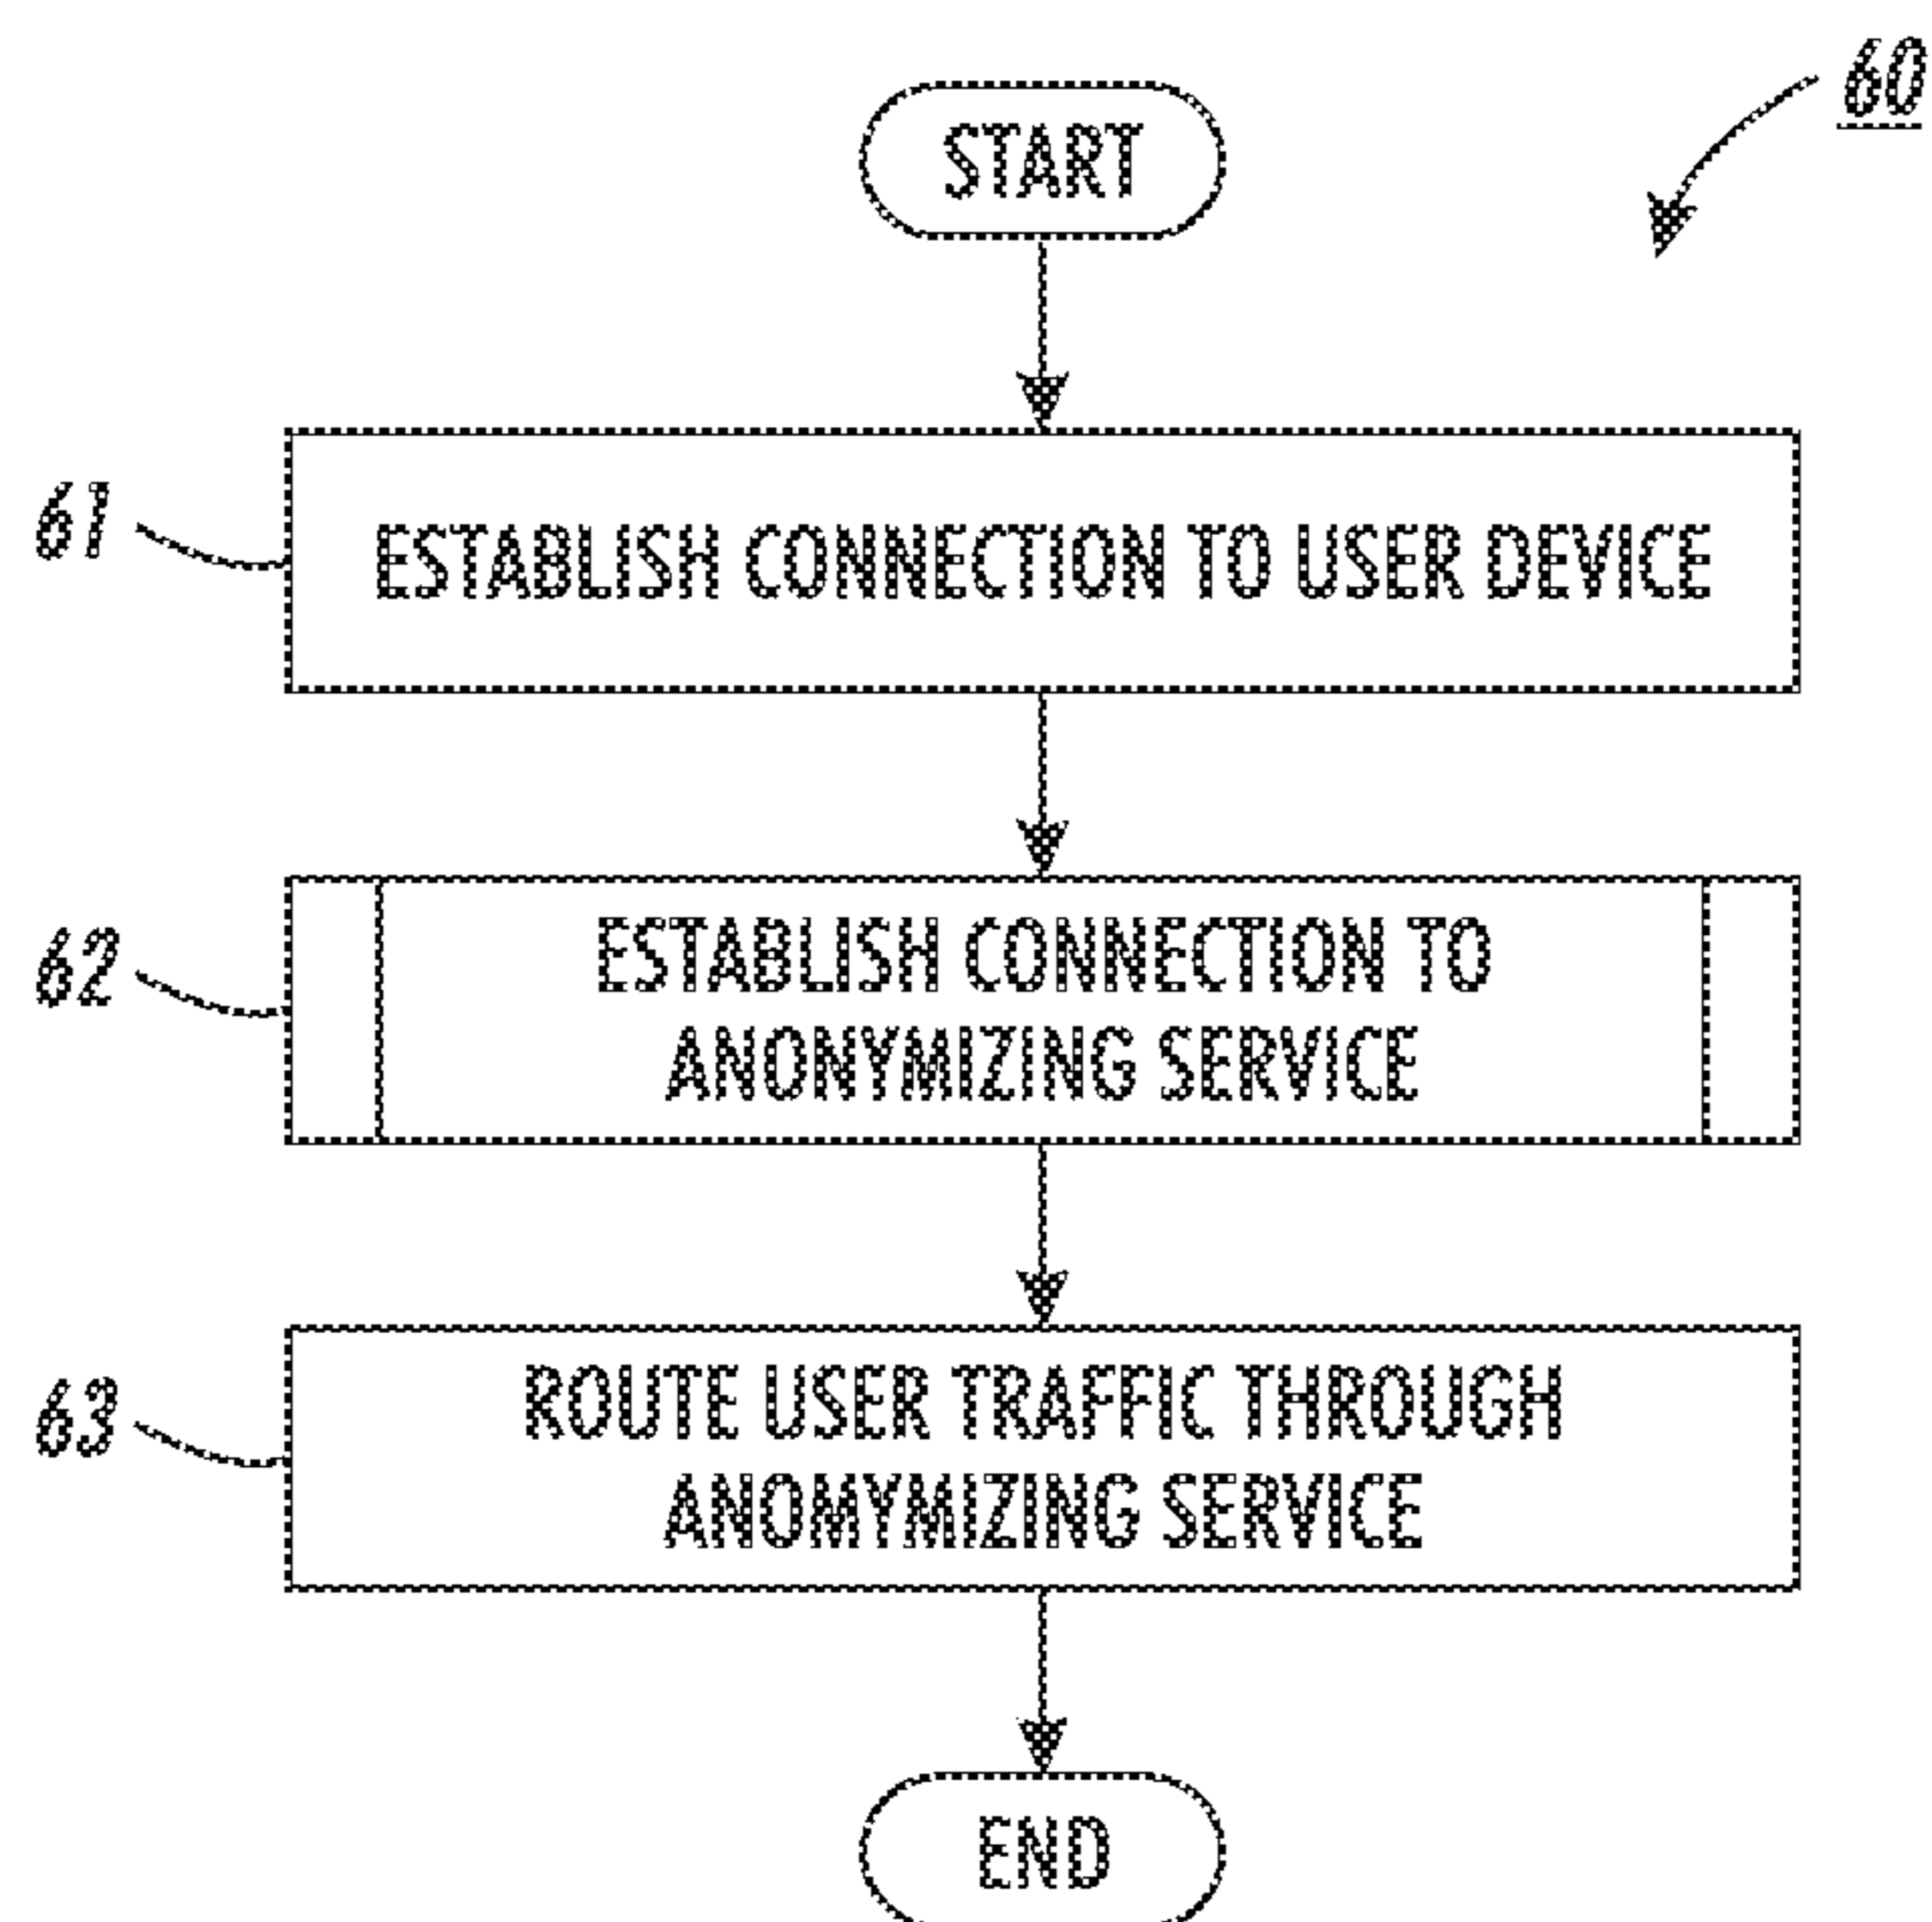 60
START
61
ESTABLISH CONNECTION TO USER DEVICE
62
ESTABLISH CONNECTION TO
ANONYMIZING SERVICE
63
ROUTE USER TRAFFIC THROUGH
ANOMYMIZING SERVICE
END